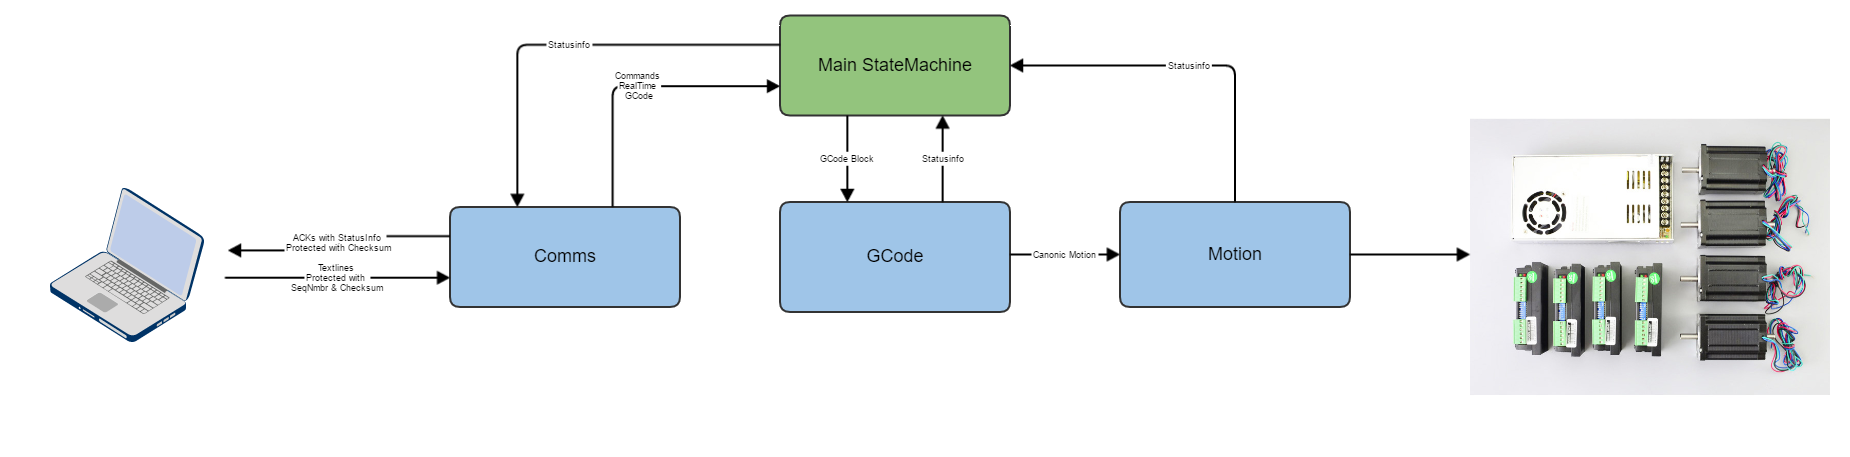 Main StateMachine
Statusinfo
Commands
RealTime
GCode
Statusinfo
GCode Block
Statusinfo
ACKs with StatusInfo
Protected with Checksum
Textlines
Protected with
SeqNmbr & Checksum
Comms
GCode
Canonic Motion
Motion